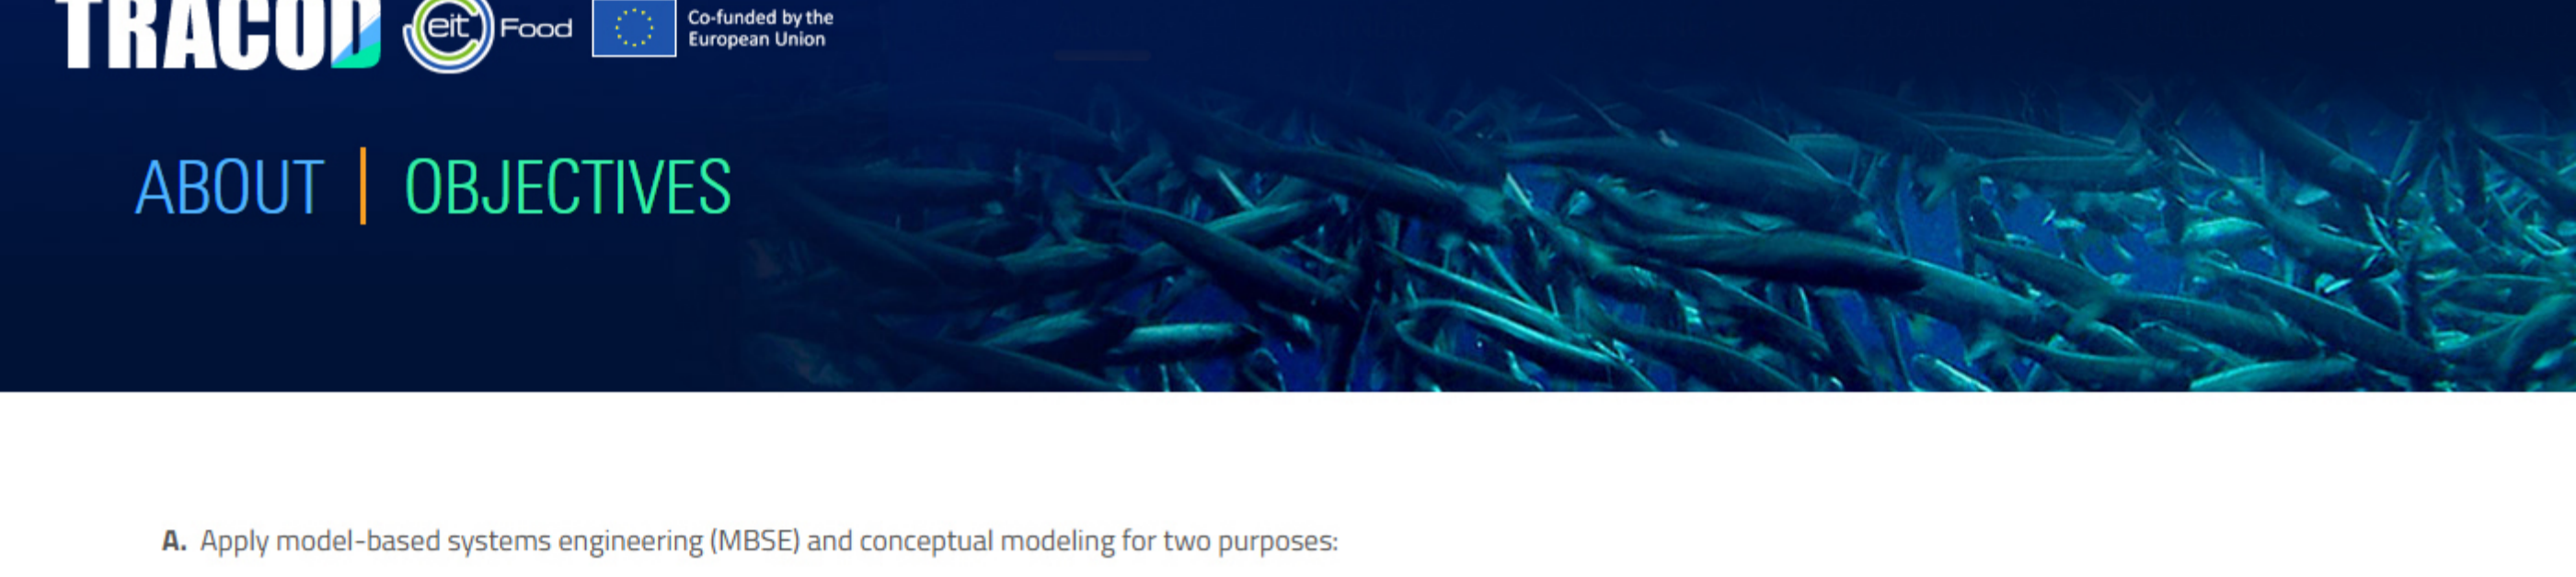 TRACOD
eit Food
Co-funded by the
European Union
ABOUT | OBJECTIVES
A. Apply model-based systems engineering (MBSE) and conceptual modeling for two purposes: